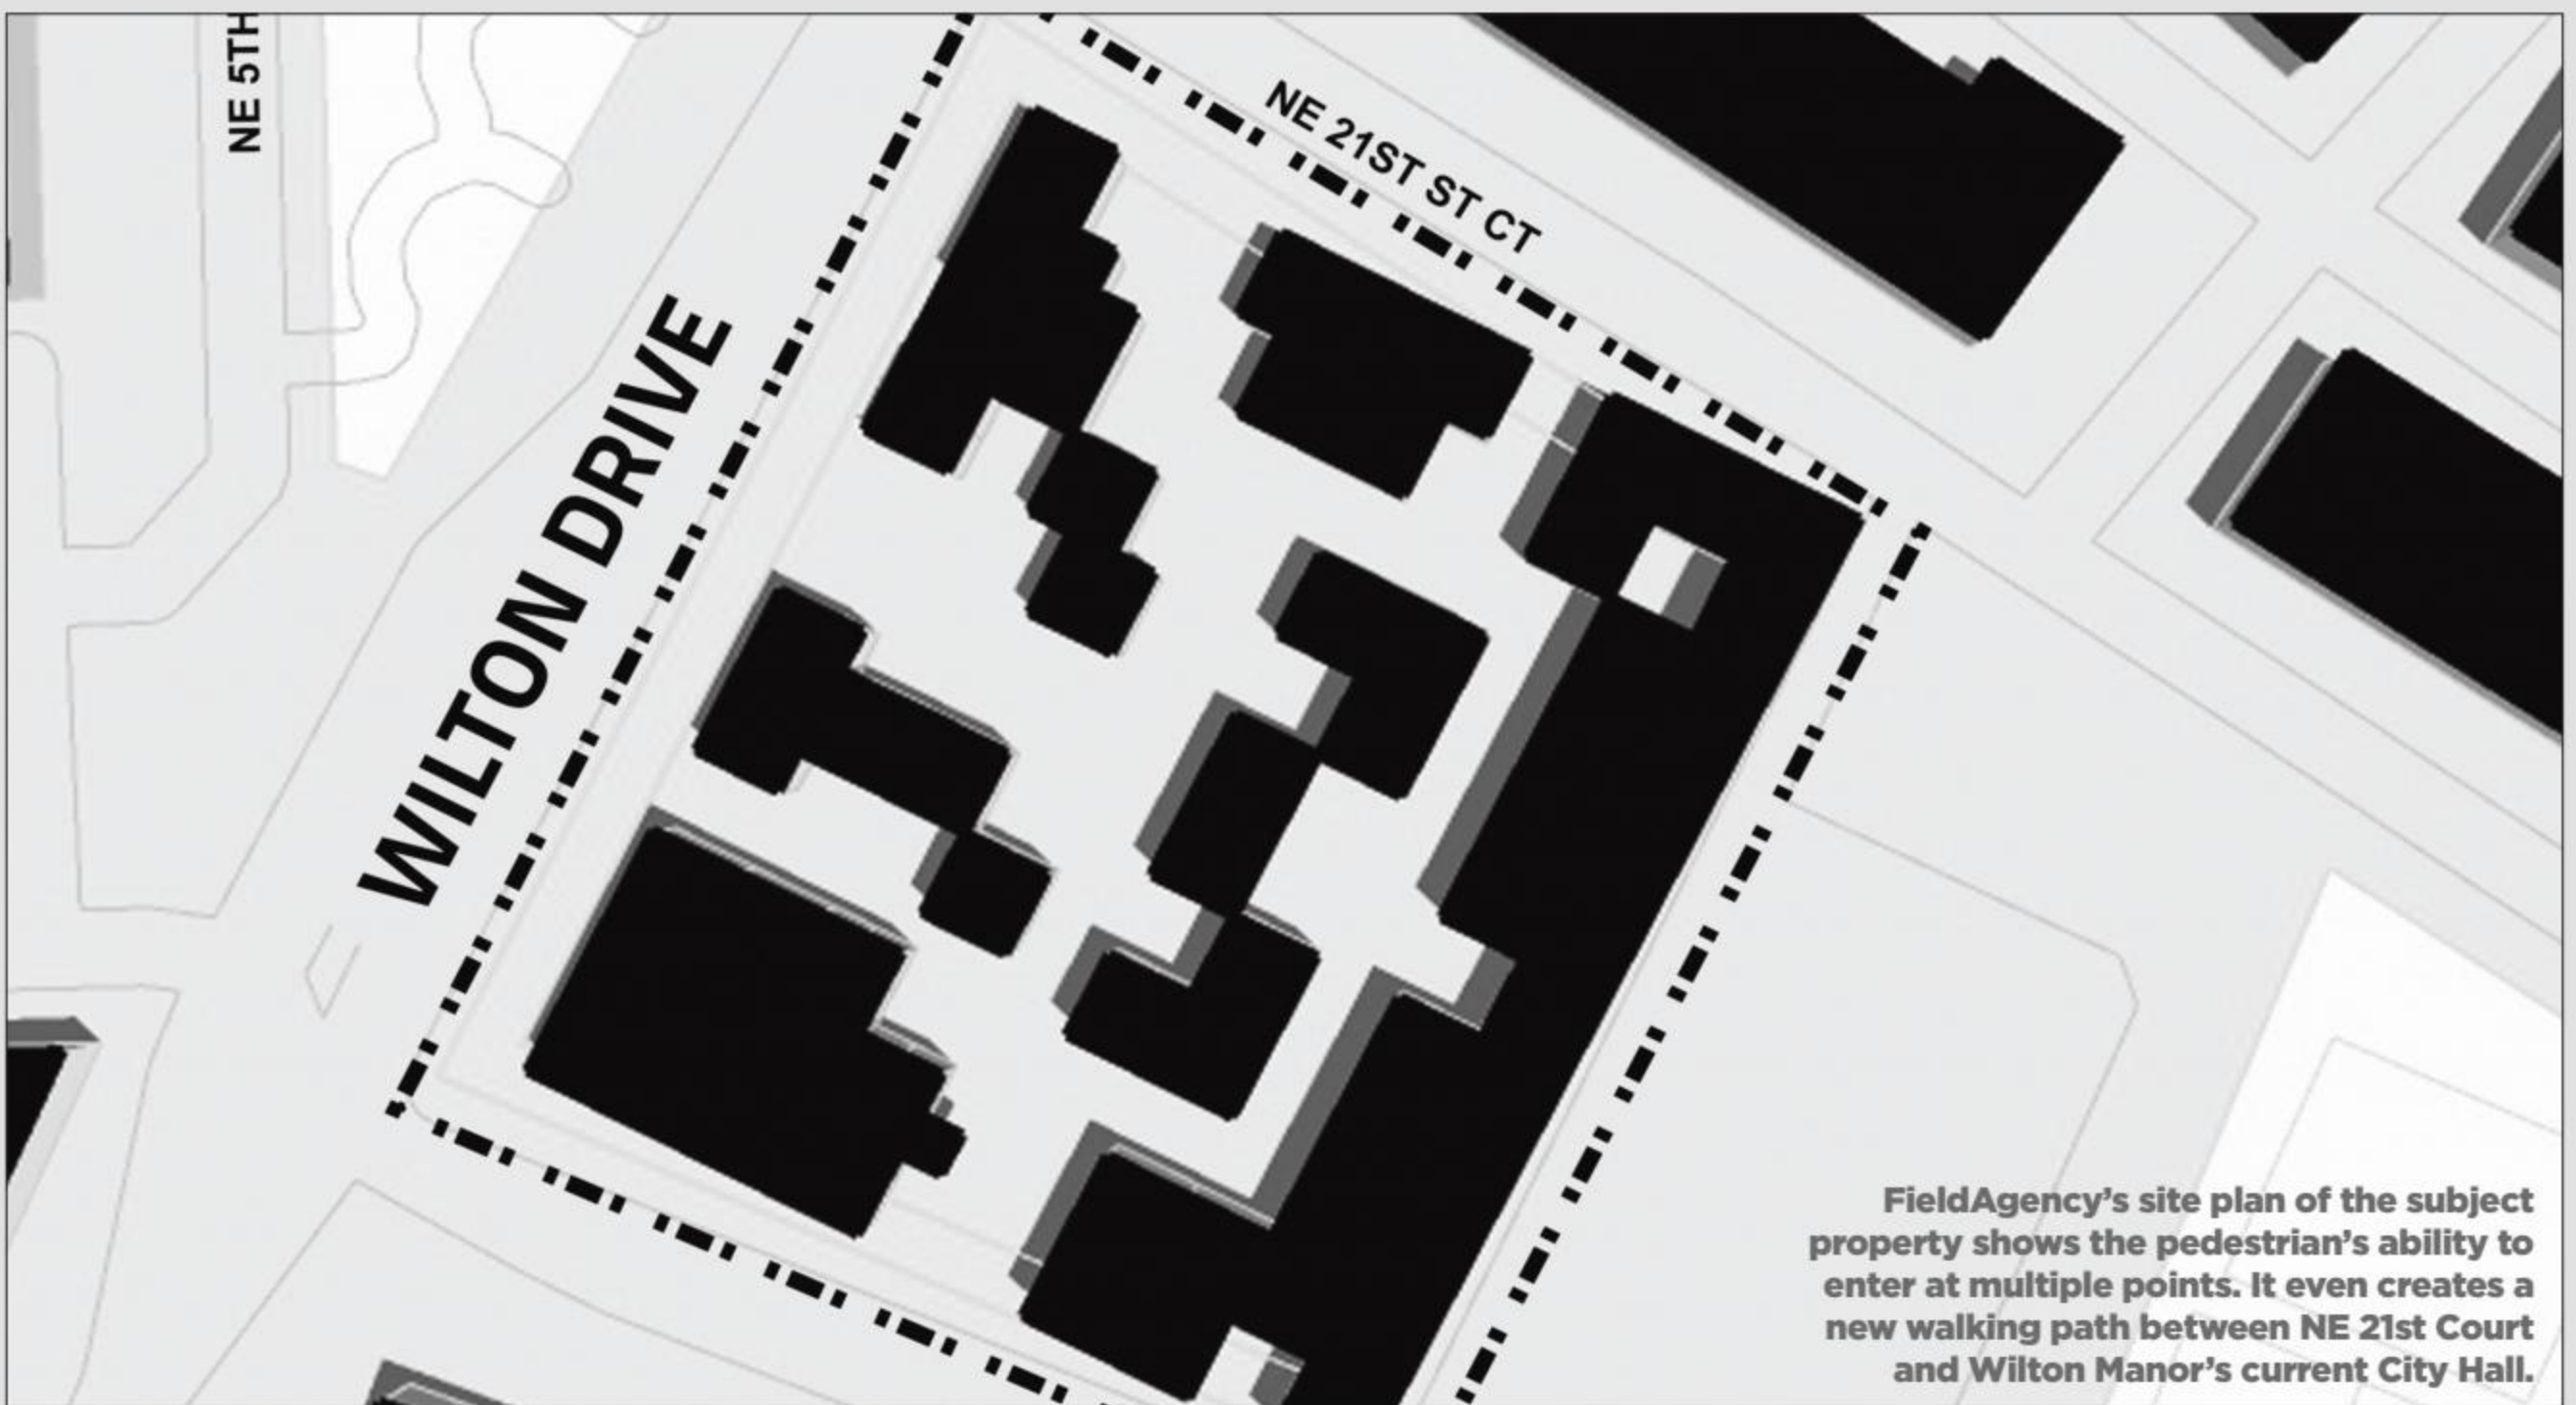 NE 5TH
NE 21ST ST CT
WILTON DRIVE
FieldAgency’s site plan of the subject
property shows the pedestrian’s ability to
enter at multiple points. It even creates a
new walking path between NE 21st Court
and Wilton Manor’s current City Hall.